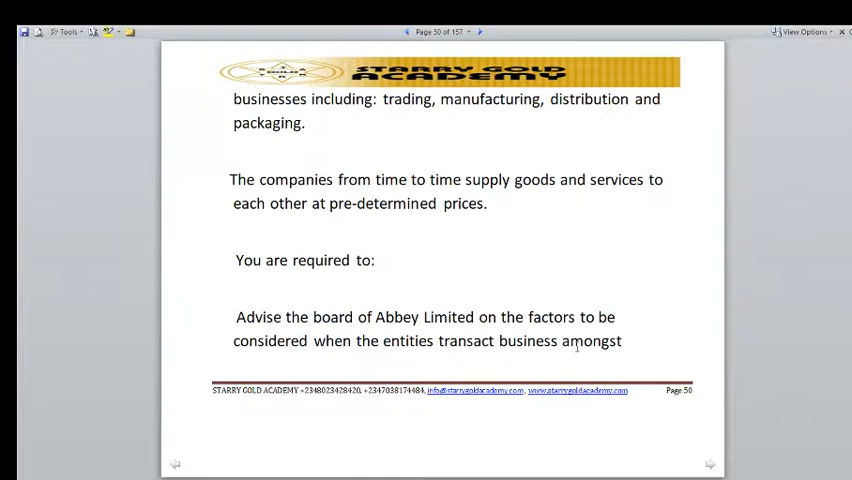 Tools
Page 50 of 157
View Options
STARRY GOLD
ACADEMY
businesses including: trading, manufacturing, distribution and
packaging.
The companies from time to time supply goods and services to
each other at pre-determined prices.
You are required to:
Advise the board of Abbey Limited on the factors to be
considered when the entities transact business amongst
STARRY GOLD ACADEMY +2348023428420, +2347038174484, info@starrygoldacademy.com, www.starrygoldacademy.com Page 50